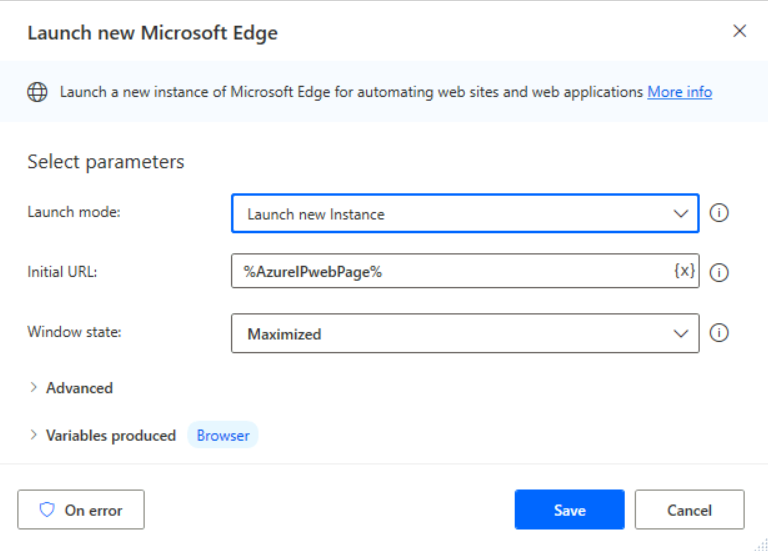 Launch new Microsoft Edge
Launch a new instance of Microsoft Edge for automating web sites and web applications More info
Select parameters
Launch mode: Launch new Instance
Initial URL: %AzureIPwebPage% {x}
Window state: Maximized
Advanced
Variables produced Browser
On error Save Cancel